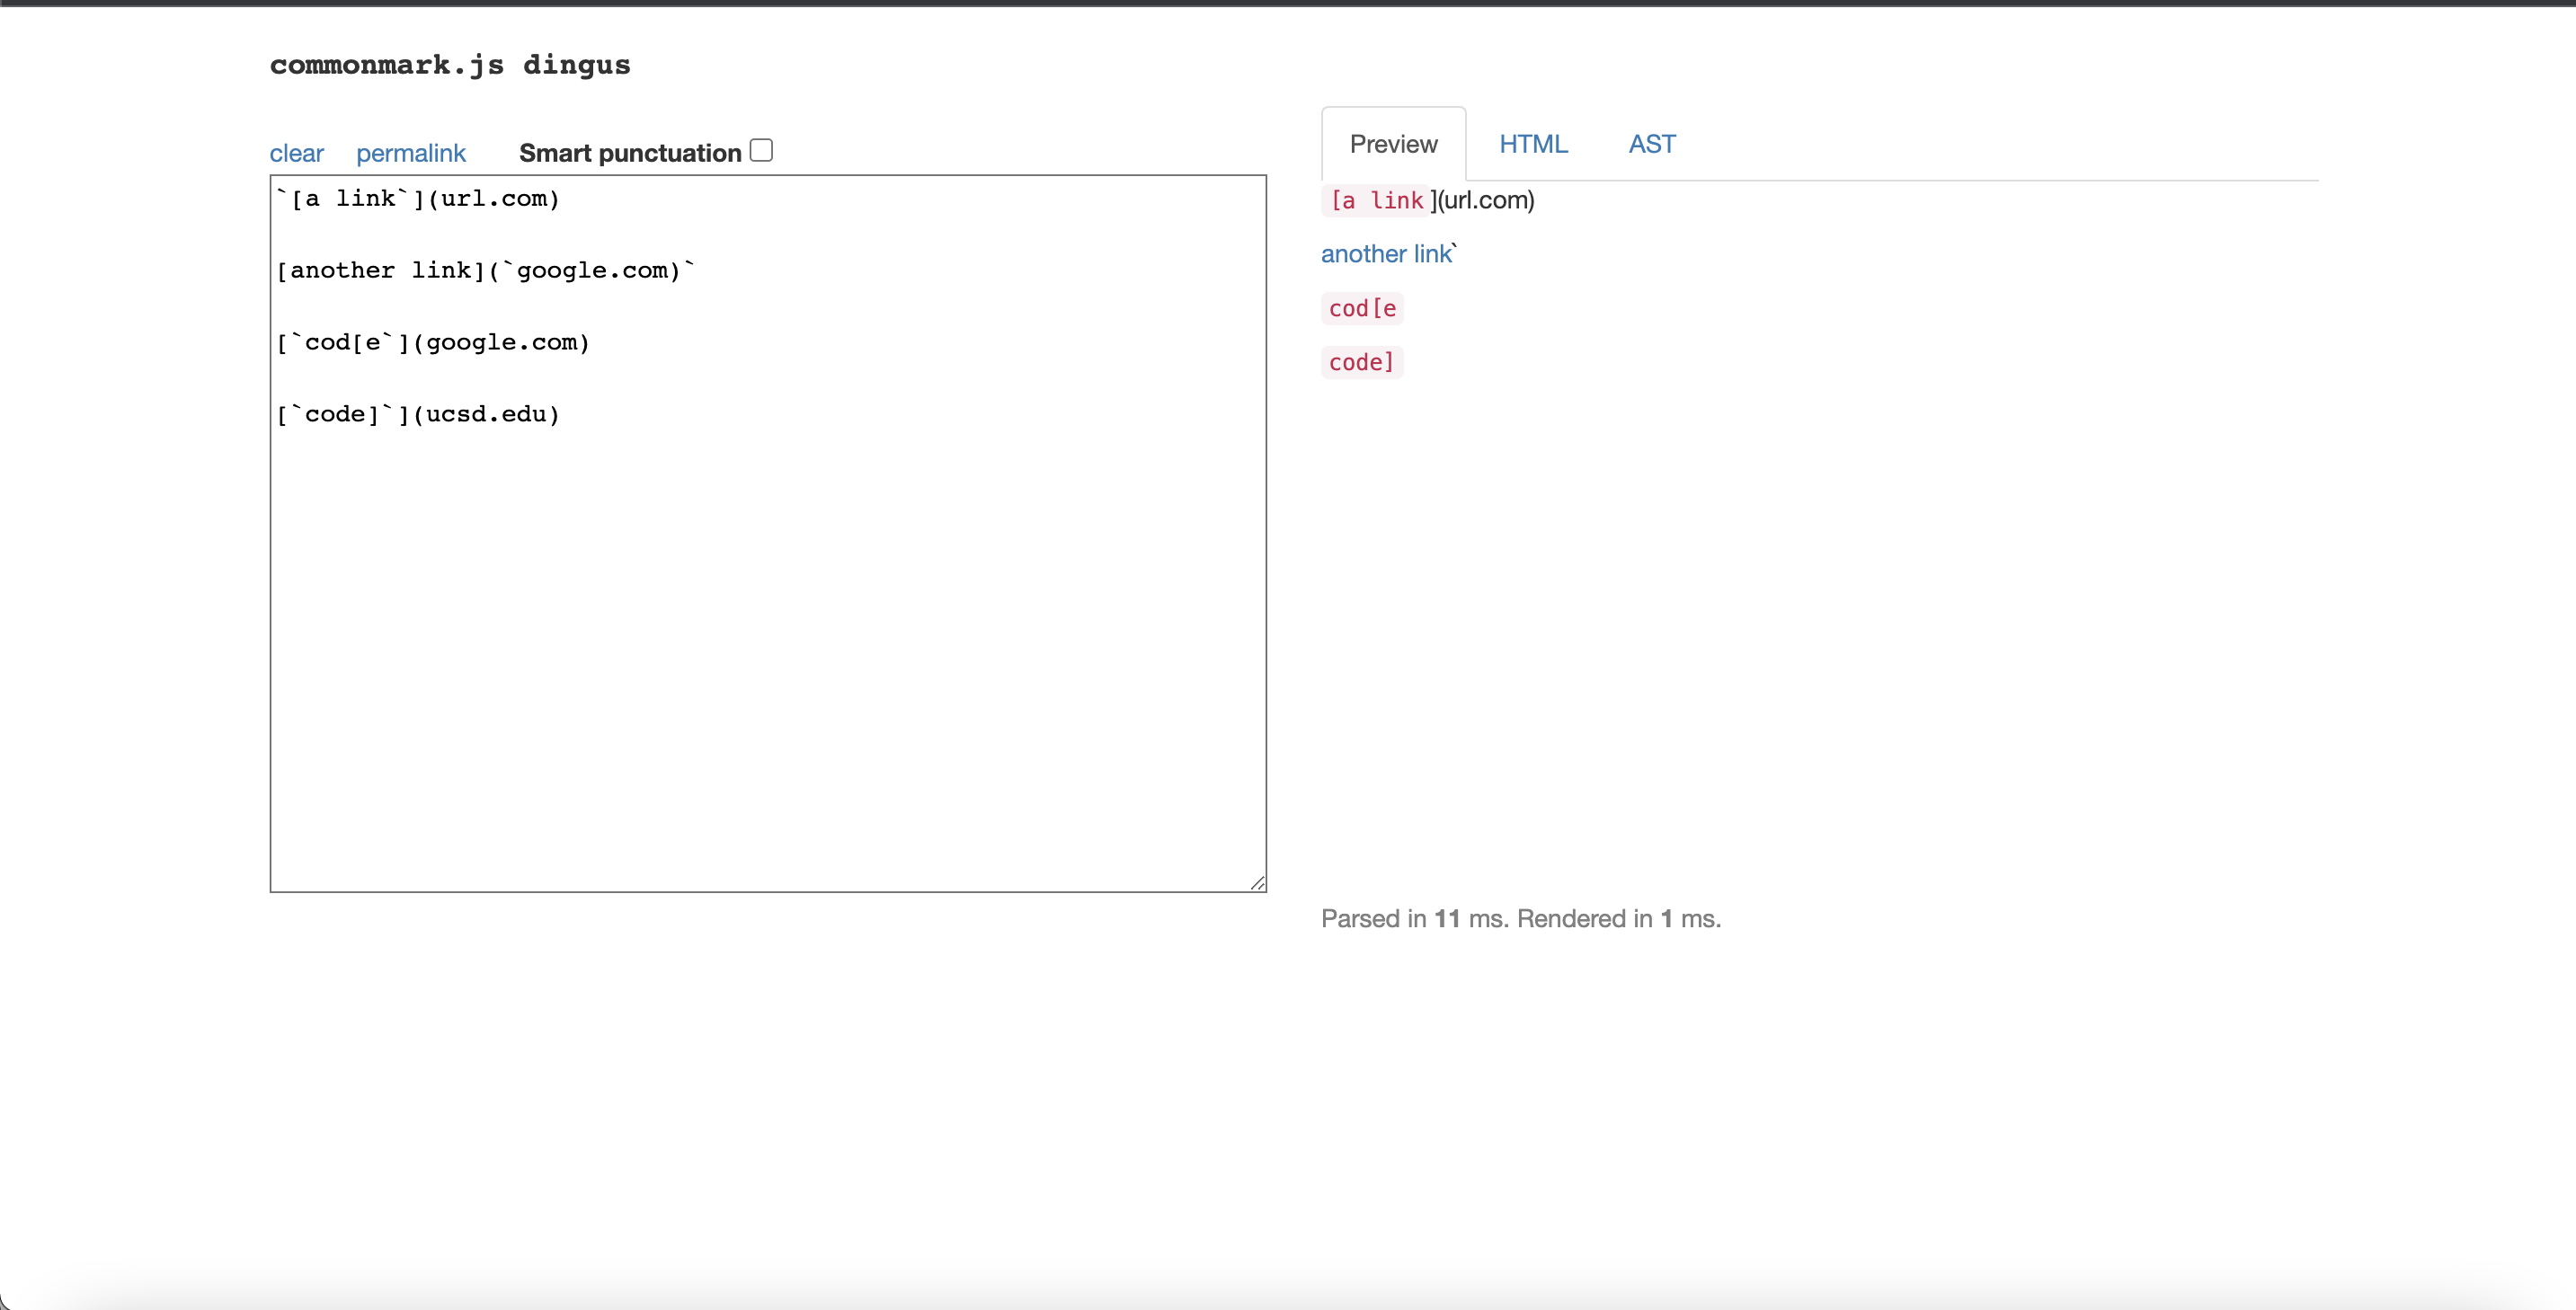 commonmark.js dingus
clear permalink Smart punctuation
`[a link`](url.com)
[another link](`google.com)`
[`cod[e`](google.com)
[`code]`](ucsd.edu)
Preview HTML AST
[a link](url.com)
another link`
cod[e
code]
Parsed in 11 ms. Rendered in 1 ms.